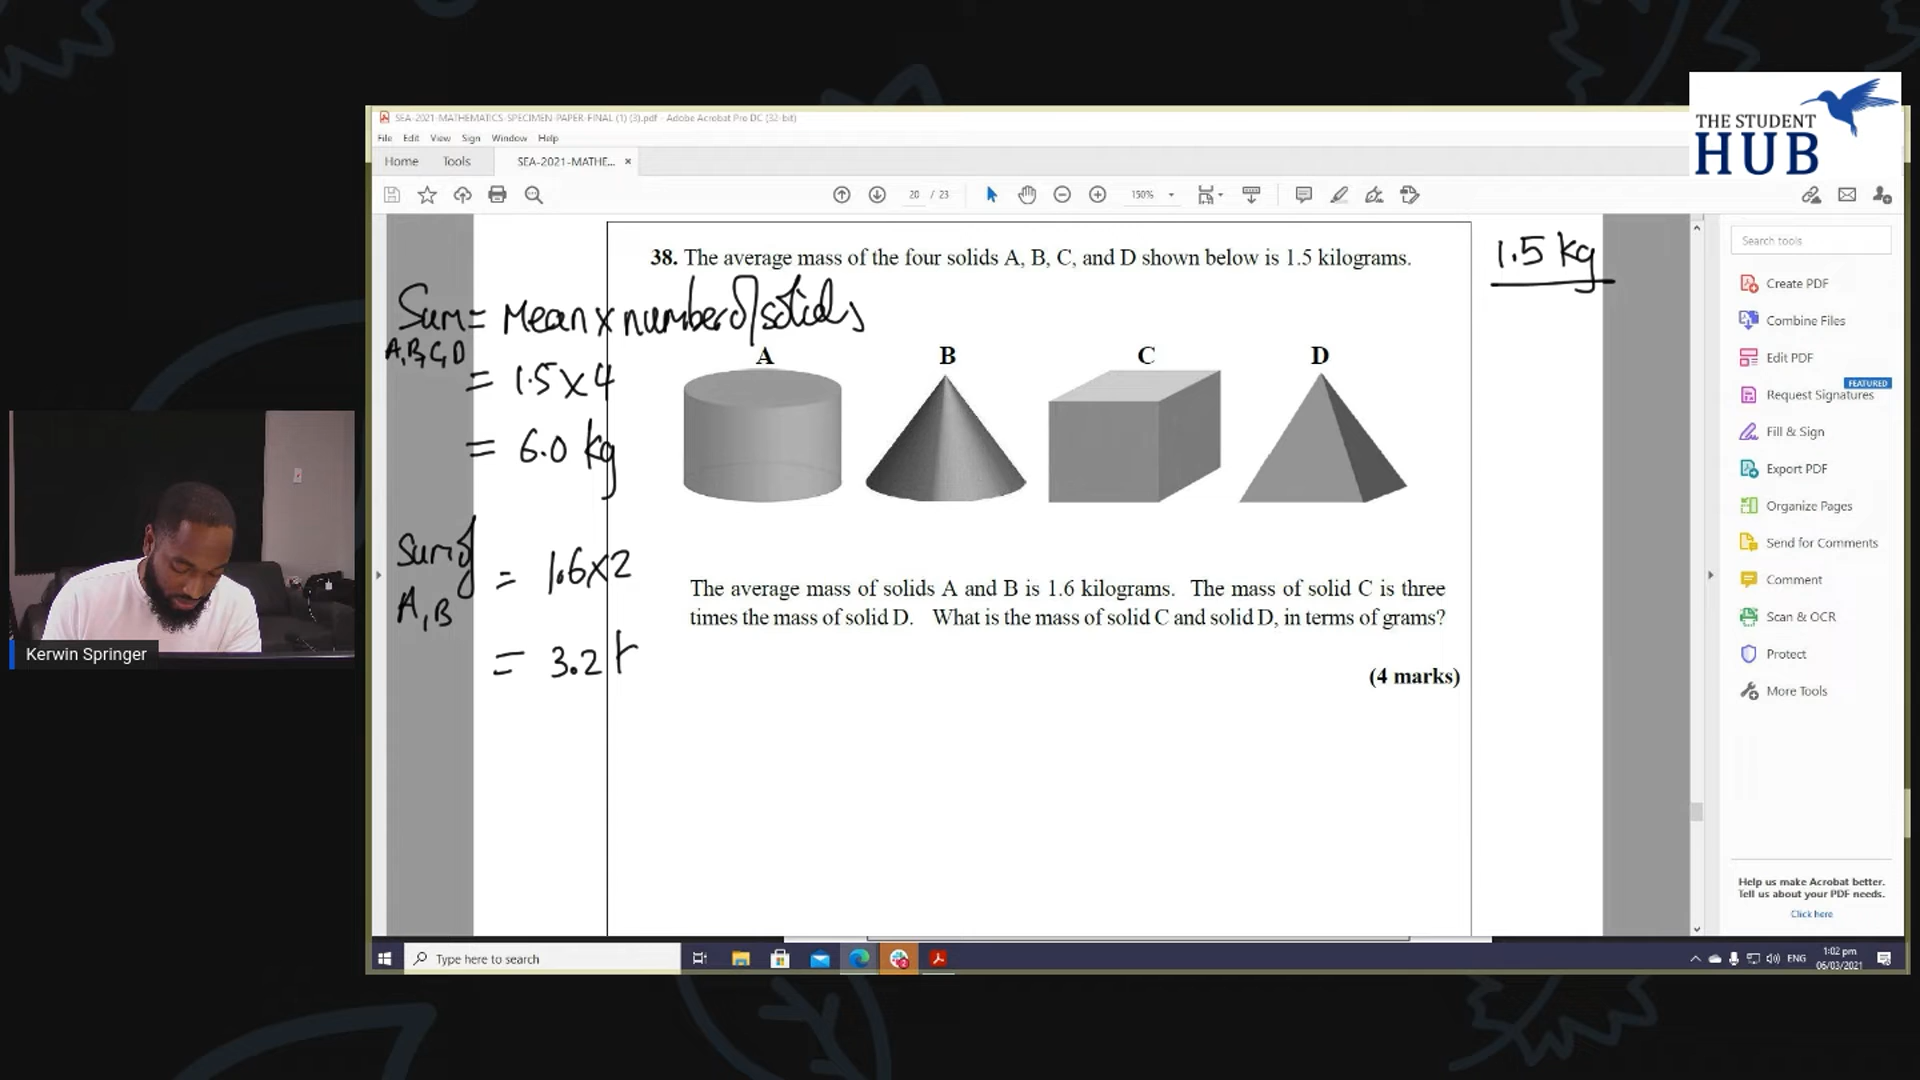 THE STUDENT
HUB
SEA-2021-MATHEMATICS-SPECIMEN-PAPER-FINAL (1) (3).pdf - Adobe Acrobat Pro DC (32-bit)
File Edit View Sign Window Help
Home Tools SEA-2021-MATHE... ×
20 / 23 150%
38. The average mass of the four solids A, B, C, and D shown below is 1.5 kilograms.
1.5 kg
Sum = Mean x number of solids
A, B, C, D
= 1.5 x 4
= 6.0 kg
A B C D
Sum of
A, B
= 1.6 x 2
= 3.2 k
The average mass of solids A and B is 1.6 kilograms. The mass of solid C is three
times the mass of solid D. What is the mass of solid C and solid D, in terms of grams?
(4 marks)
Search tools
Create PDF
Combine Files
Edit PDF
FEATURED
Request Signatures
Fill & Sign
Export PDF
Organize Pages
Send for Comments
Comment
Scan & OCR
Protect
More Tools
Help us make Acrobat better.
Tell us about your PDF needs.
Click here
Kerwin Springer
Type here to search
ENG
1:02 pm
06/03/2021